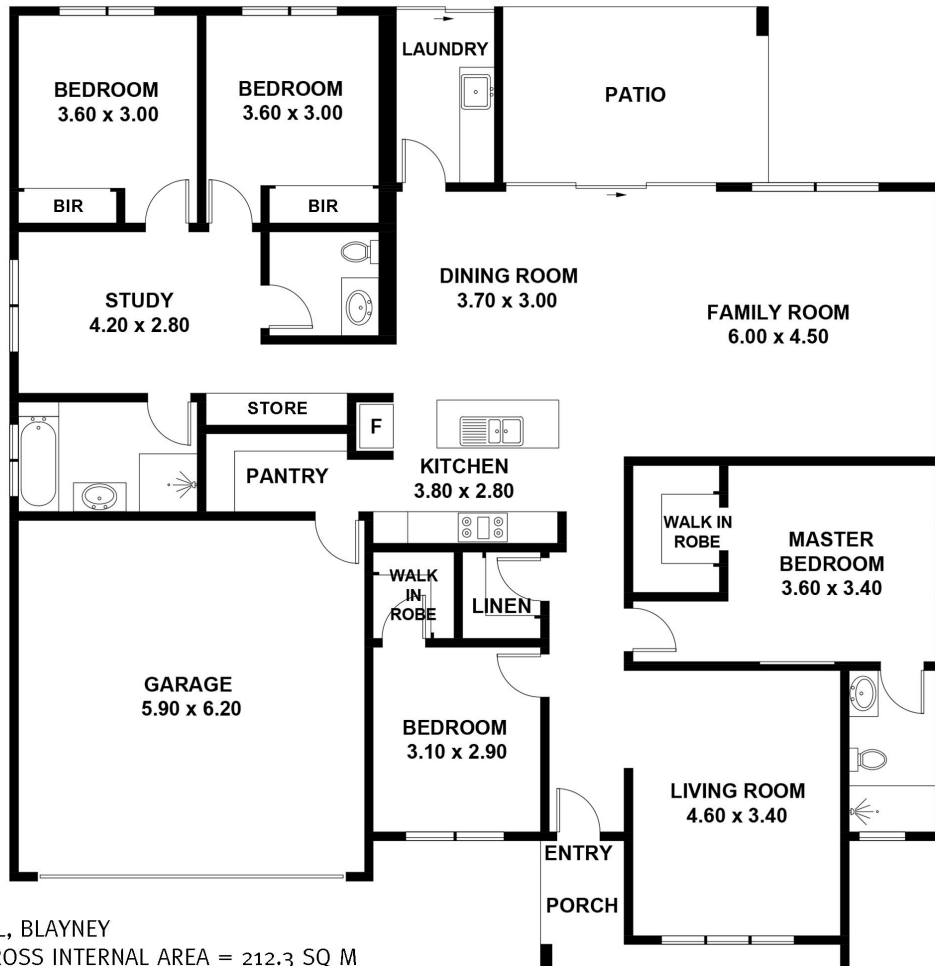 LAUNDRY
BEDROOM
3.60 x 3.00
BEDROOM
3.60 x 3.00
PATIO
BIR
BIR
STUDY
4.20 x 2.80
DINING ROOM
3.70 x 3.00
FAMILY ROOM
6.00 x 4.50
STORE
F
PANTRY
KITCHEN
3.80 x 2.80
WALK IN
ROBE
MASTER
BEDROOM
3.60 x 3.40
WALK
IN
ROBE
LINEN
GARAGE
5.90 x 6.20
BEDROOM
3.10 x 2.90
LIVING ROOM
4.60 x 3.40
ENTRY
PORCH
L, BLAYNEY
ROSS INTERNAL AREA = 212.3 SQ M